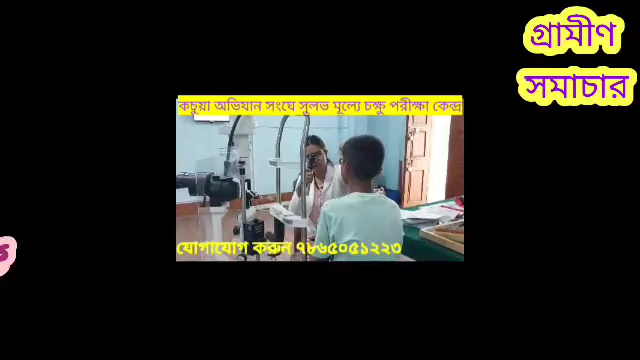 গ্রামীণ
সমাচার
কচুয়া অভিযান সংঘে সুলভ মূল্যে চক্ষু পরীক্ষা কেন্দ্র
যোগাযোগ করুন ৭৮৬৫০৫১২২৩